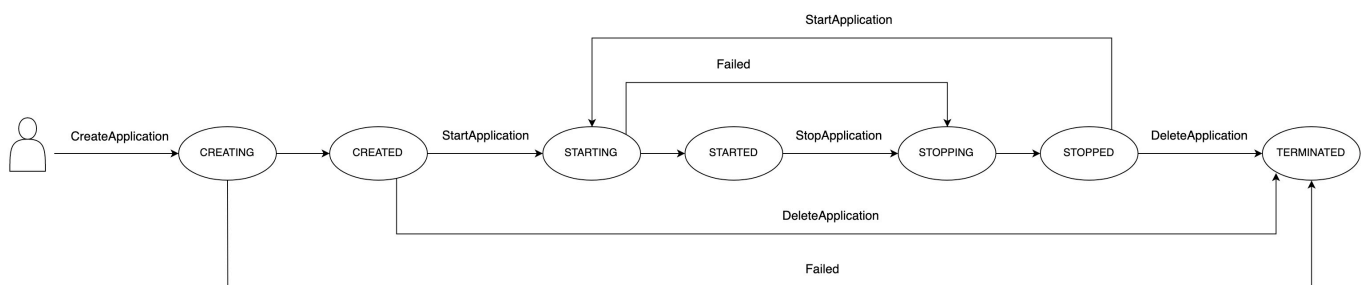 StartApplication
Failed
CreateApplication
StartApplication
StopApplication
DeleteApplication
CREATING
CREATED
STARTING
STARTED
STOPPING
STOPPED
TERMINATED
DeleteApplication
Failed